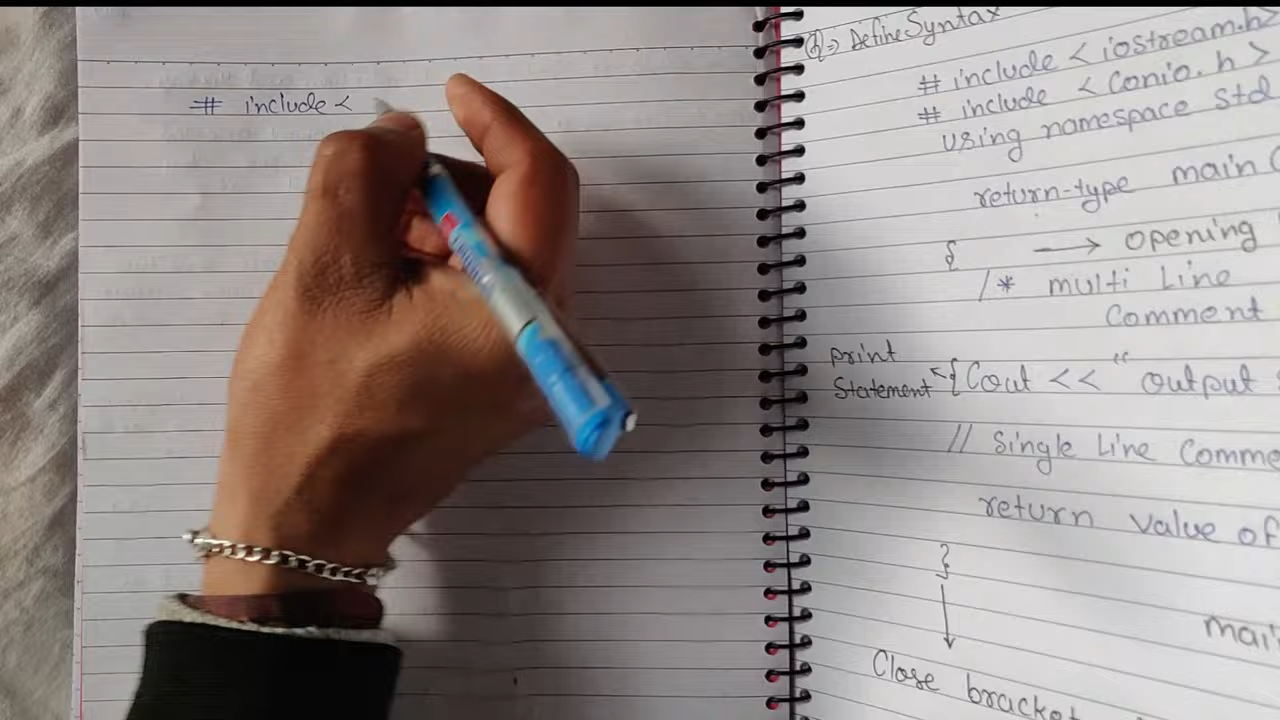 # include <
(Q) => Define Syntax
# include < iostream.h>
# include < Conio.h >
using namespace Std
return-type main (
{ → opening
/* multi Line
Comment
print
Statement ← { Cout << " output
// Single Line Comme
return value of
}
mai
Close bracket